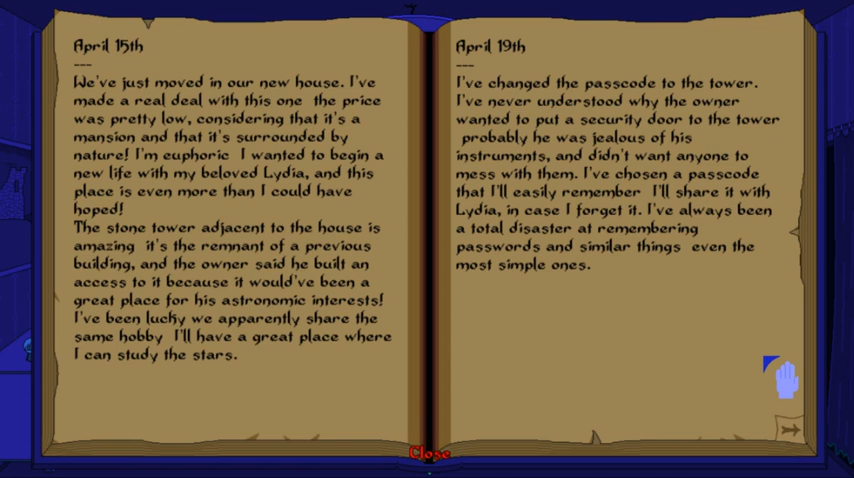 April 15th
---
We've just moved in our new house. I've
made a real deal with this one  the price
was pretty low, considering that it's a
mansion and that it's surrounded by
nature! I'm euphoric  I wanted to begin a
new life with my beloved Lydia, and this
place is even more than I could have
hoped!
The stone tower adjacent to the house is
amazing  it's the remnant of a previous
building, and the owner said he built an
access to it because it would've been a
great place for his astronomic interests!
I've been lucky we apparently share the
same hobby  I'll have a great place where
I can study the stars.
April 19th
---
I've changed the passcode to the tower.
I've never understood why the owner
wanted to put a security door to the tower
 probably he was jealous of his
instruments, and didn't want anyone to
mess with them. I've chosen a passcode
that I'll easily remember  I'll share it with
Lydia, in case I forget it. I've always been
a total disaster at remembering
passwords and similar things  even the
most simple ones.
Close